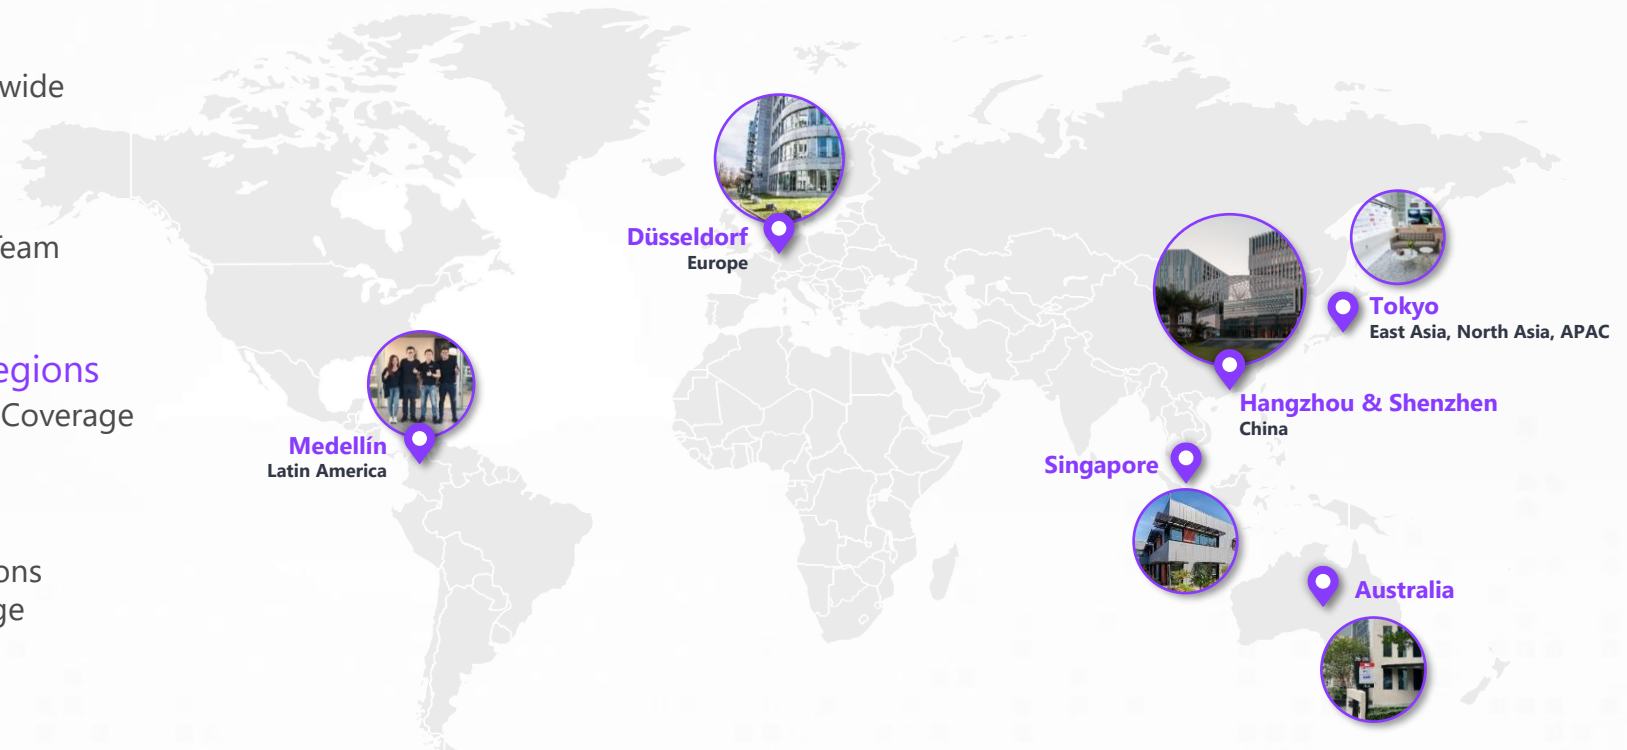 wide
Team
egions
Coverage
ons
ge
Düsseldorf
Europe
Medellín
Latin America
Tokyo
East Asia, North Asia, APAC
Hangzhou & Shenzhen
China
Singapore
Australia